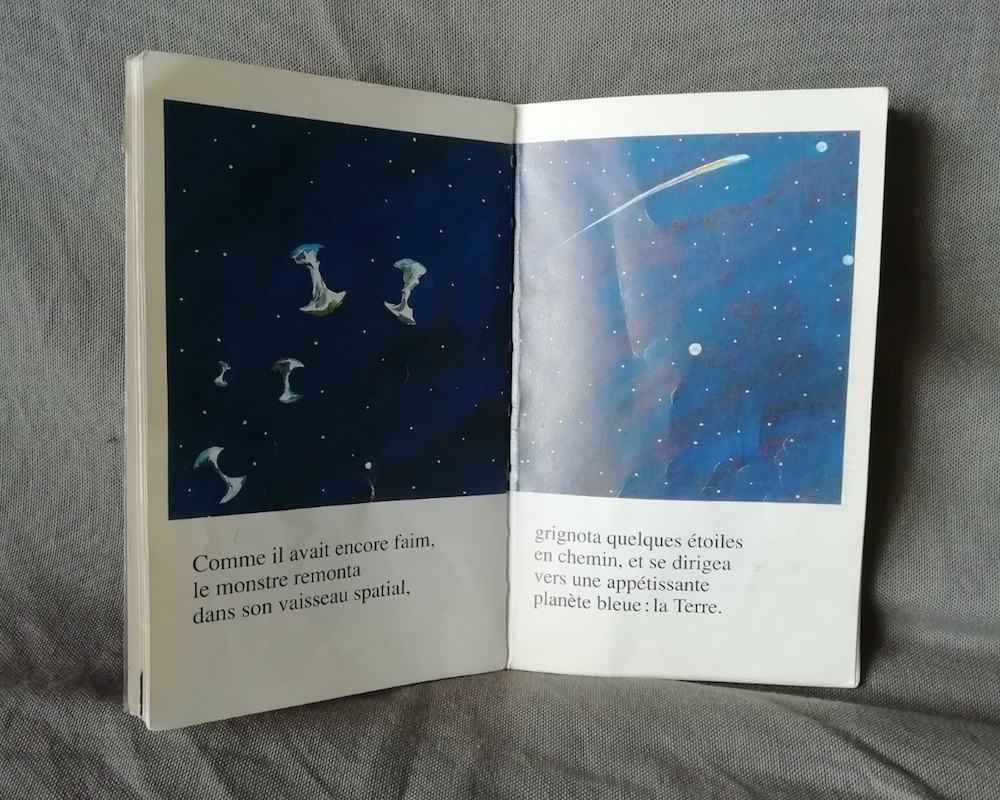 Comme il avait encore faim,
le monstre remonta
dans son vaisseau spatial,
grignota quelques étoiles
en chemin, et se dirigea
vers une appétissante
planète bleue : la Terre.